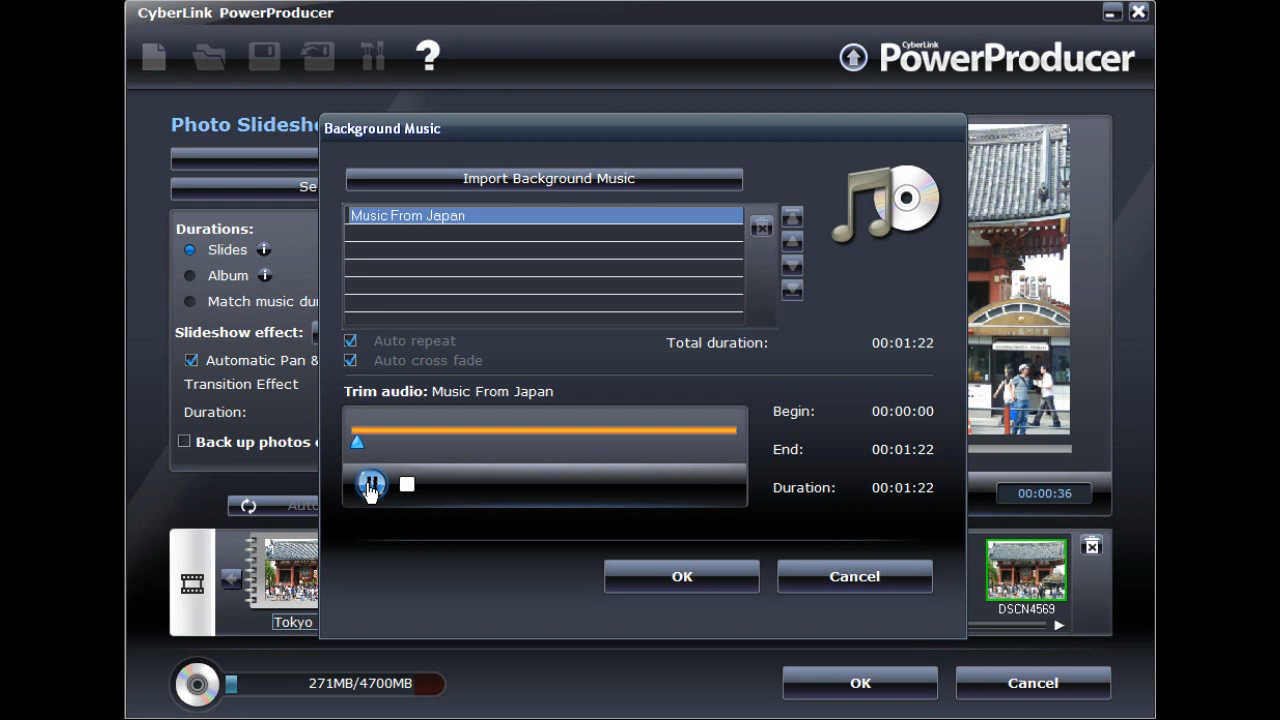 CyberLink PowerProducer
?
CyberLink
PowerProducer
Photo Slidesh
Background Music
Import Background Music
Se
Music From Japan
Durations:
Slides
Album
Match music du
Auto repeat
Total duration: 00:01:22
Auto cross fade
Slideshow effect:
Automatic Pan &
Transition Effect
Trim audio: Music From Japan
Duration:
Begin: 00:00:00
Back up photos
End: 00:01:22
Duration: 00:01:22
00:00:36
Auto
OK
Cancel
DSCN4569
Tokyo
271MB/4700MB
OK
Cancel